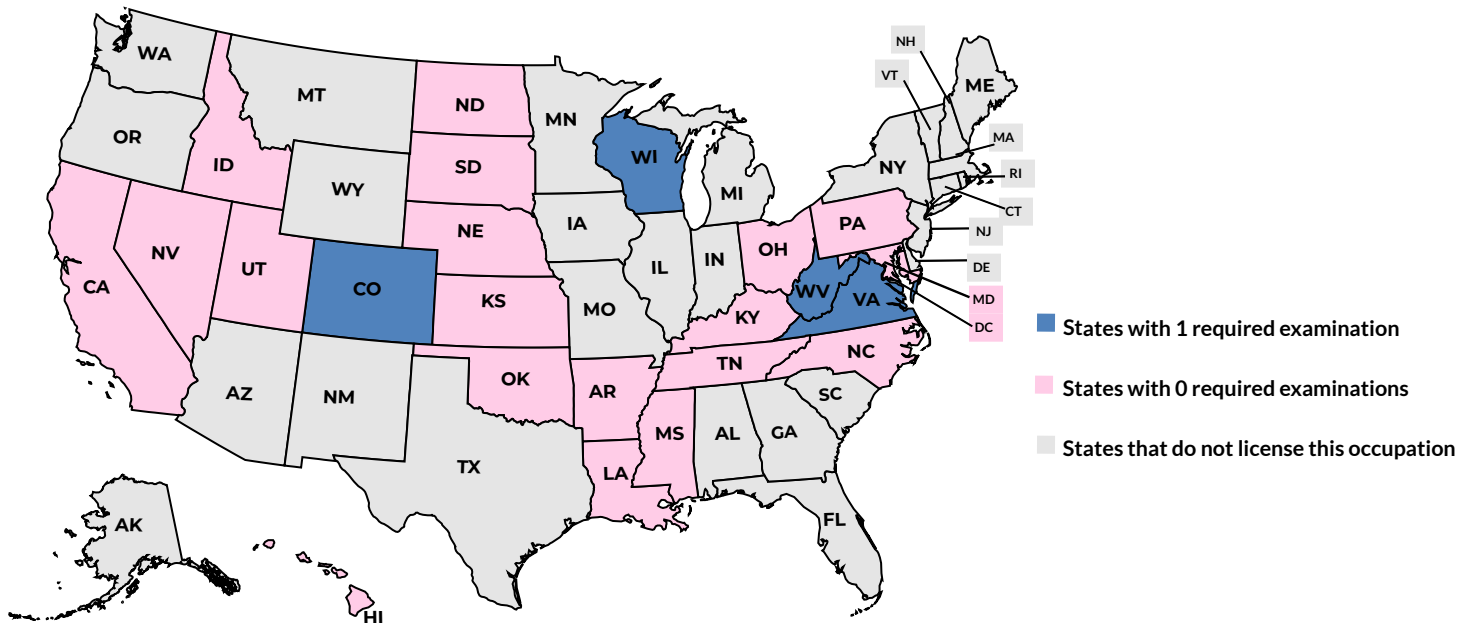 WA
MT
ND
MN
OR
ID
SD
WY
WI
MI
NY
ME
NH
VT
MA
RI
CT
NJ
DE
MD
DC
IA
NE
PA
NV
UT
CO
CA
KS
MO
IL
IN
OH
WV
VA
KY
AZ
NM
OK
AR
TN
NC
SC
MS
AL
GA
TX
LA
FL
AK
HI
States with 1 required examination
States with 0 required examinations
States that do not license this occupation